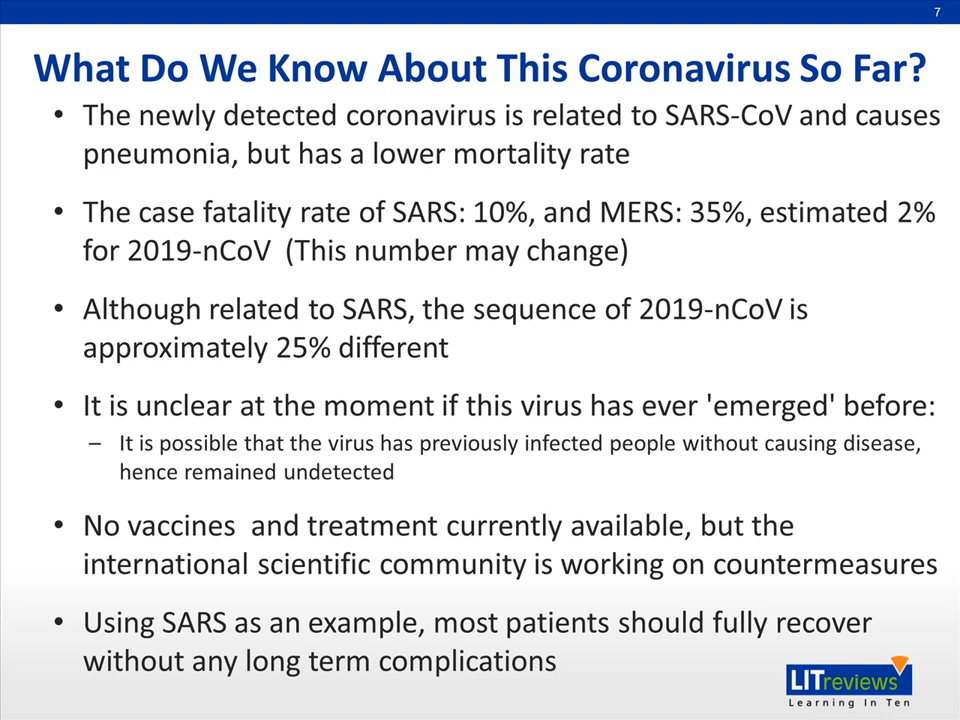 7
What Do We Know About This Coronavirus So Far?
• The newly detected coronavirus is related to SARS-CoV and causes
pneumonia, but has a lower mortality rate
• The case fatality rate of SARS: 10%, and MERS: 35%, estimated 2%
for 2019-nCoV  (This number may change)
• Although related to SARS, the sequence of 2019-nCoV is
approximately 25% different
• It is unclear at the moment if this virus has ever 'emerged' before:
– It is possible that the virus has previously infected people without causing disease,
hence remained undetected
• No vaccines  and treatment currently available, but the
international scientific community is working on countermeasures
• Using SARS as an example, most patients should fully recover
without any long term complications
LITreviews
Learning In Ten